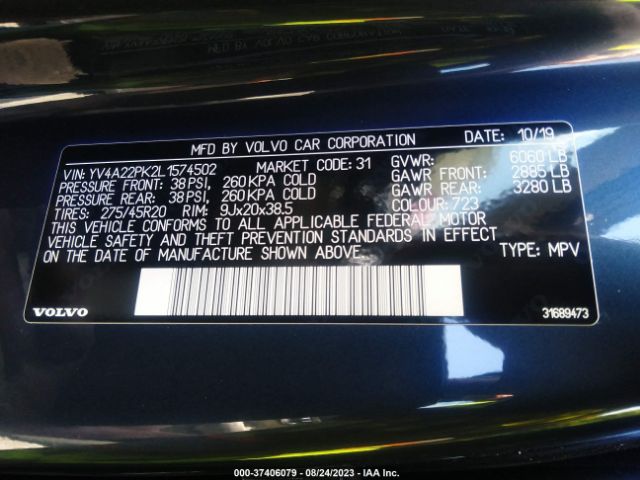 MFD BY VOLVO CAR CORPORATION DATE: 10/19
VIN: YV4A22PK2L1574502 MARKET CODE: 31 GVWR: 6060 LB
PRESSURE FRONT: 38 PSI, 260 KPA COLD GAWR FRONT: 2885 LB
PRESSURE REAR: 38 PSI, 260 KPA COLD GAWR REAR: 3280 LB
TIRES: 275/45R20 RIM: 9Jx20x38.5 COLOUR: 723
THIS VEHICLE CONFORMS TO ALL APPLICABLE FEDERAL MOTOR
VEHICLE SAFETY AND THEFT PREVENTION STANDARDS IN EFFECT
ON THE DATE OF MANUFACTURE SHOWN ABOVE. TYPE: MPV
VOLVO 31689473
000-37406079 - 08/24/2023 - IAA Inc.